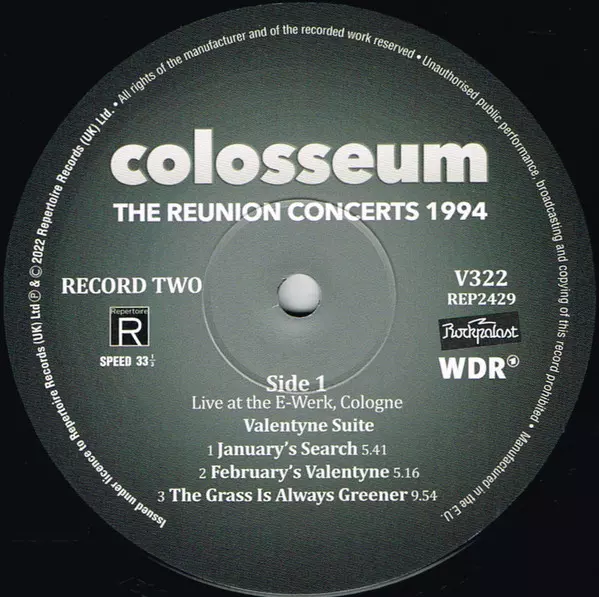 • All rights of the manufacturer and of the recorded work reserved • Unauthorised public performance, broadcasting and copying of this record prohibited • Manufactured in the E.U.
Issued under licence to Repertoire Records (UK) Ltd ℗ & © 2022 Repertoire Records (UK) Ltd.
colosseum
THE REUNION CONCERTS 1994
RECORD TWO
Repertoire
R
SPEED 33 1/3
V322
REP2429
Rockpalast
WDR
Side 1
Live at the E-Werk, Cologne
Valentyne Suite
1 January's Search 5.41
2 February's Valentyne 5.16
3 The Grass Is Always Greener 9.54